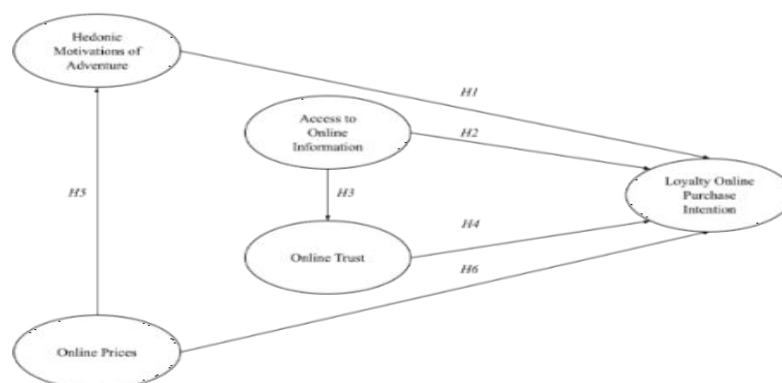 Hedonic
Motivations of
Adventure
H1
Access to
Online
Information
H2
Loyalty Online
Purchase
Intention
H5
H3
H4
Online Trust
H6
Online Prices